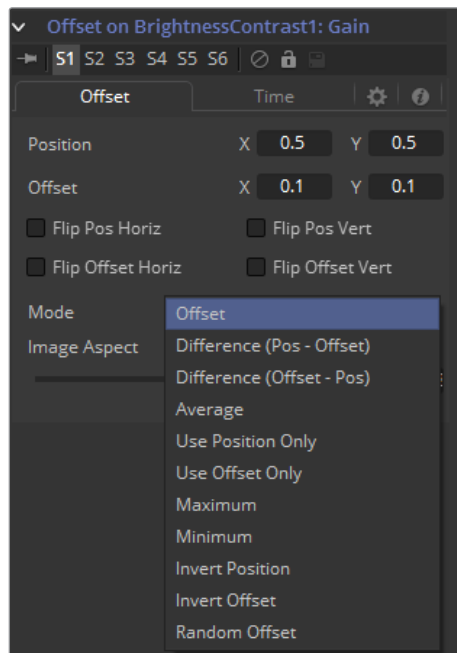 Offset on BrightnessContrast1: Gain
S1 S2 S3 S4 S5 S6
Offset Time
Position X 0.5 Y 0.5
Offset X 0.1 Y 0.1
Flip Pos Horiz Flip Pos Vert
Flip Offset Horiz Flip Offset Vert
Mode Offset
Image Aspect Difference (Pos - Offset)
Difference (Offset - Pos)
Average
Use Position Only
Use Offset Only
Maximum
Minimum
Invert Position
Invert Offset
Random Offset